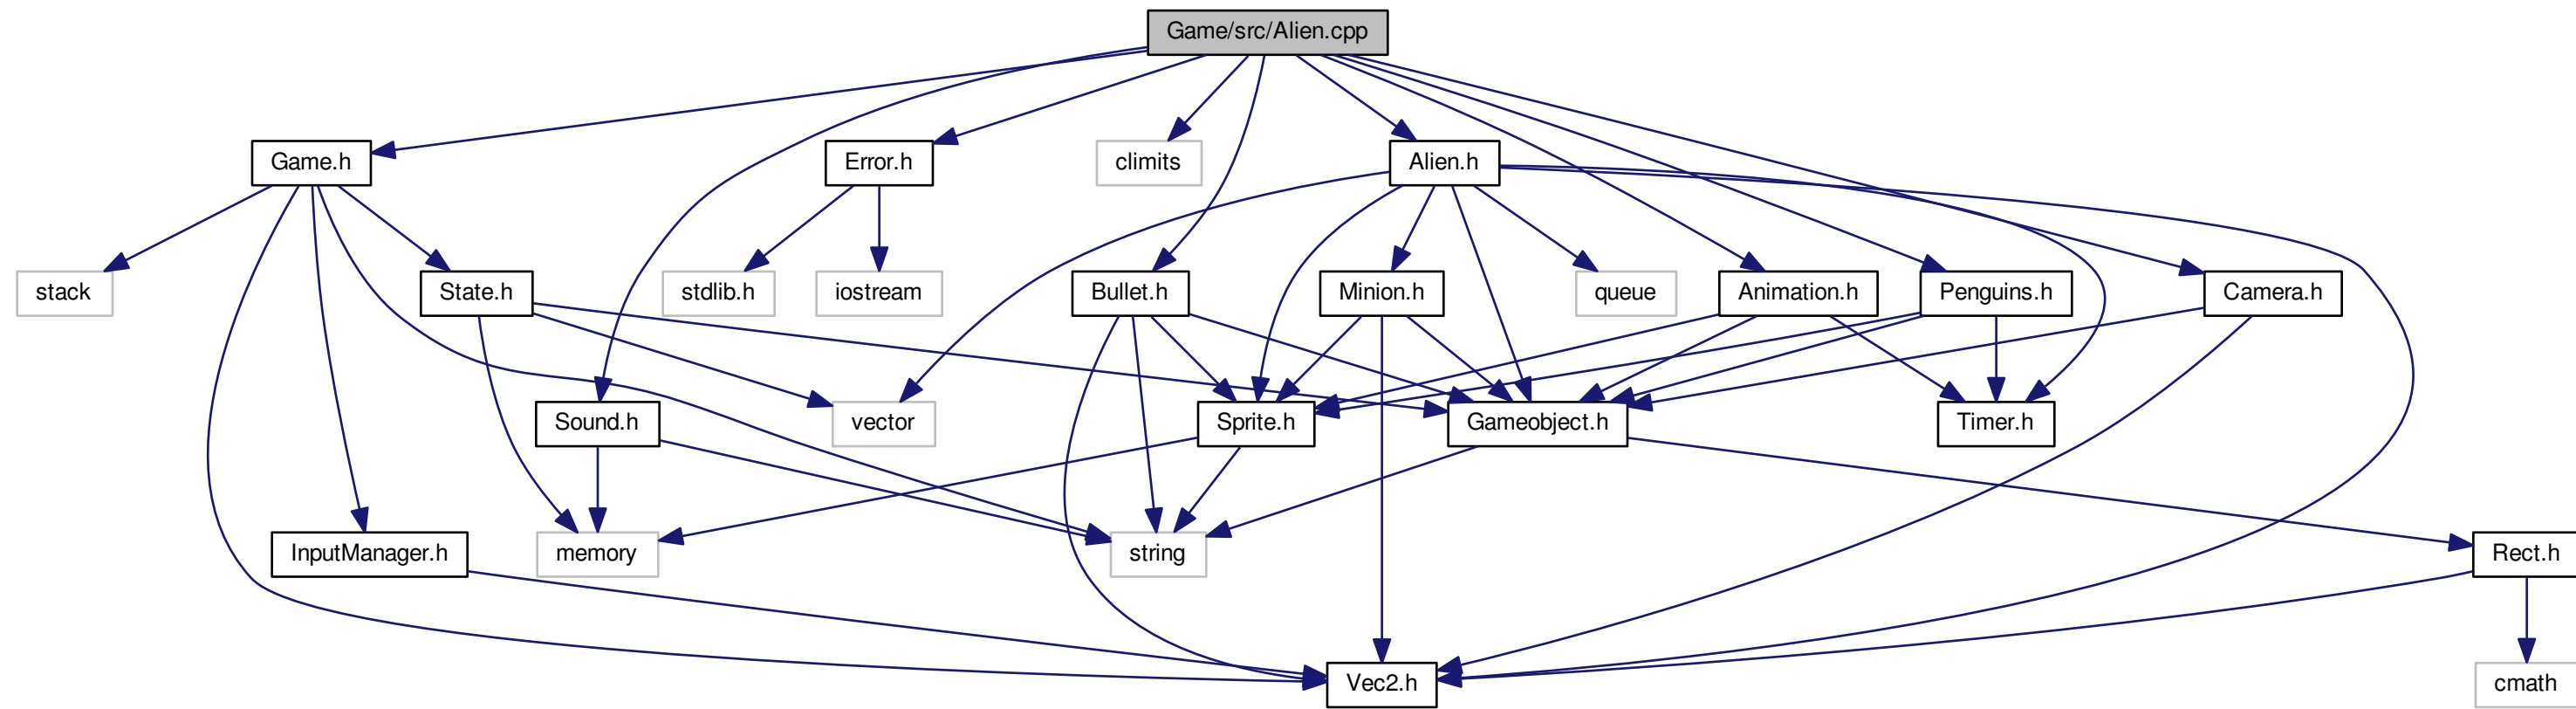 Game/src/Alien.cpp
Game.h
Error.h
climits
Alien.h
stack
State.h
stdlib.h
iostream
Bullet.h
Minion.h
queue
Animation.h
Penguins.h
Camera.h
Sound.h
vector
Sprite.h
Gameobject.h
Timer.h
InputManager.h
memory
string
Rect.h
Vec2.h
cmath